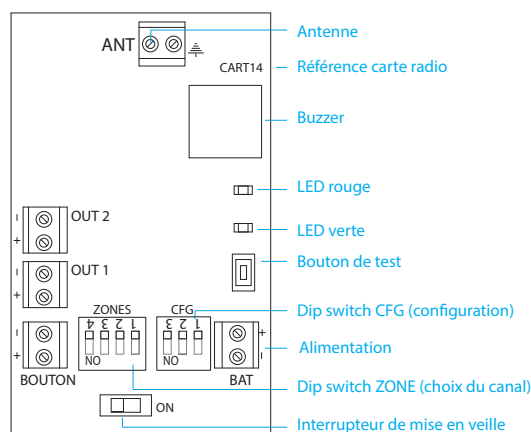 Antenne
ANT
CART14
Référence carte radio
Buzzer
LED rouge
LED verte
Bouton de test
- OUT 2
+
- OUT 1
+
ZONES CFG
Dip switch CFG (configuration)
4 3 2 1 3 2 1
NO NO
- +
+ -
Alimentation
BOUTON BAT
Dip switch ZONE (choix du canal)
ON
Interrupteur de mise en veille